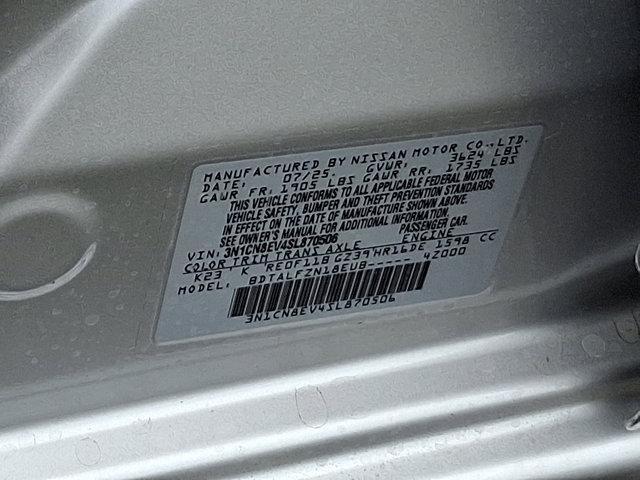 MANUFACTURED BY NISSAN MOTOR CO.,LTD.
DATE: 07/25. GVWR: 3624 LBS
GAWR FR: 1905 LBS GAWR RR: 1735 LBS
THIS VEHICLE CONFORMS TO ALL APPLICABLE FEDERAL MOTOR
VEHICLE SAFETY, BUMPER AND THEFT PREVENTION STANDARDS
IN EFFECT ON THE DATE OF MANUFACTURE SHOWN ABOVE.
SEE OWNER'S MANUAL FOR ADDITIONAL INFORMATION.
VIN: 3N1CN8EV4SL870506 PASSENGER CAR.
COLOR TRIM TRANS AXLE ENGINE
K23 K RE0F11B GZ39 HR16DE 1598 CC
MODEL: BDTALFZN18EUB----- 4Z000
3N1CN8EV4SL870506